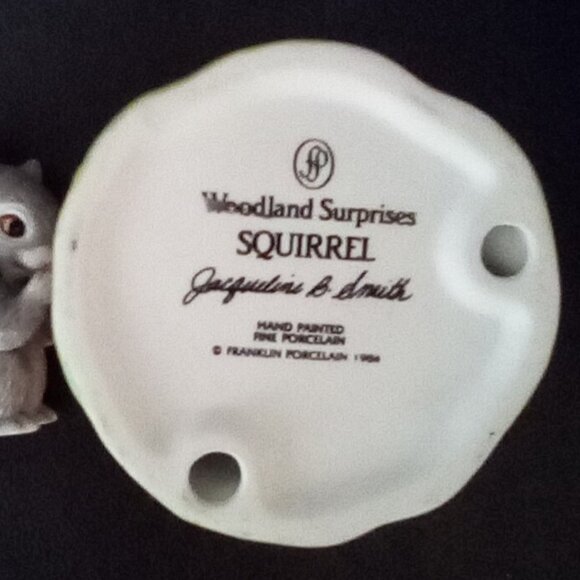 FP
Woodland Surprises
SQUIRREL
Jacqueline B. Smith
HAND PAINTED
FINE PORCELAIN
© FRANKLIN PORCELAIN 1984